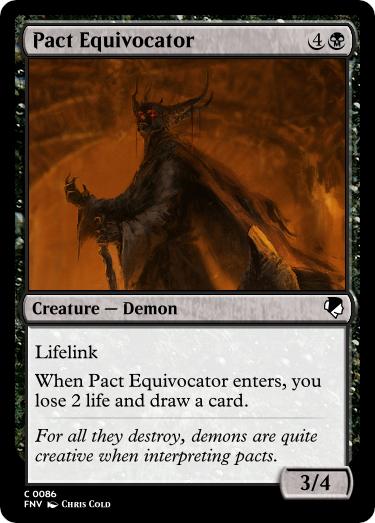 Pact Equivocator 4
Creature — Demon
Lifelink
When Pact Equivocator enters, you
lose 2 life and draw a card.
For all they destroy, demons are quite
creative when interpreting pacts.
3/4
C 0086
FNV Chris Cold